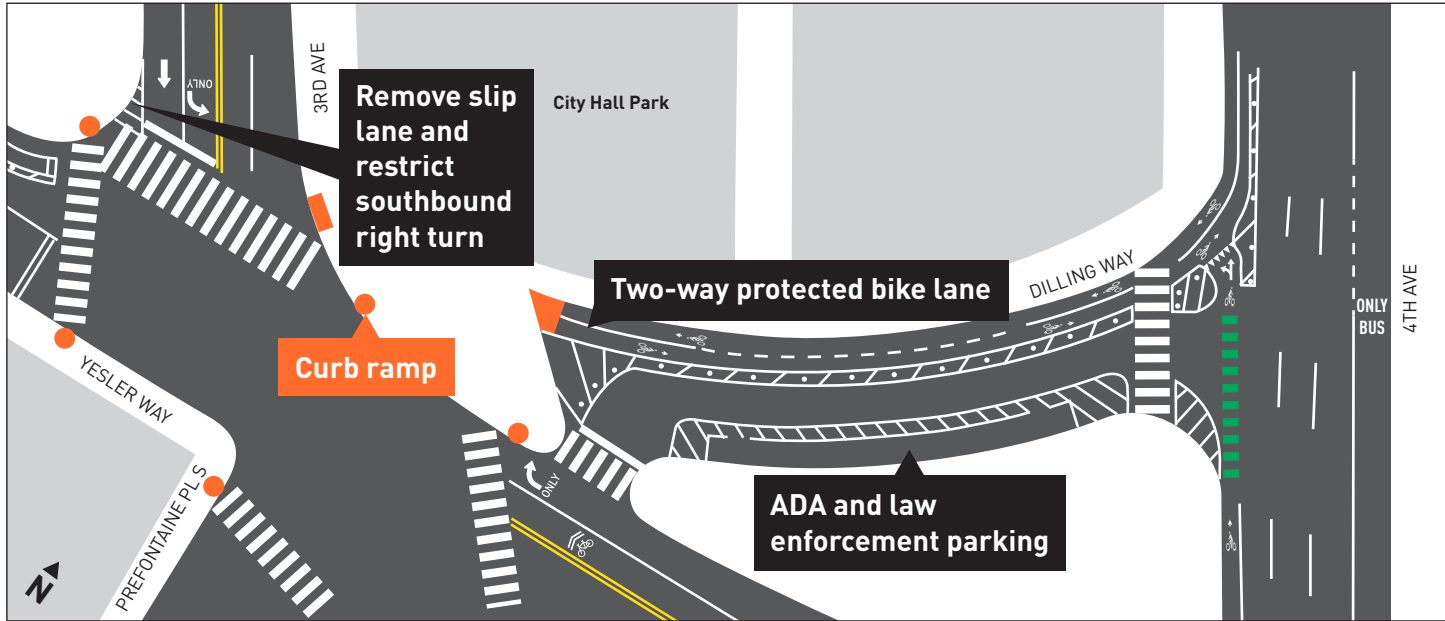 3RD AVE
ONLY
Remove slip
lane and
restrict
southbound
right turn
City Hall Park
Two-way protected bike lane
DILLING WAY
ONLY
BUS
4TH AVE
Curb ramp
YESLER WAY
PREFONTAINE PL S
ONLY
ADA and law
enforcement parking
N